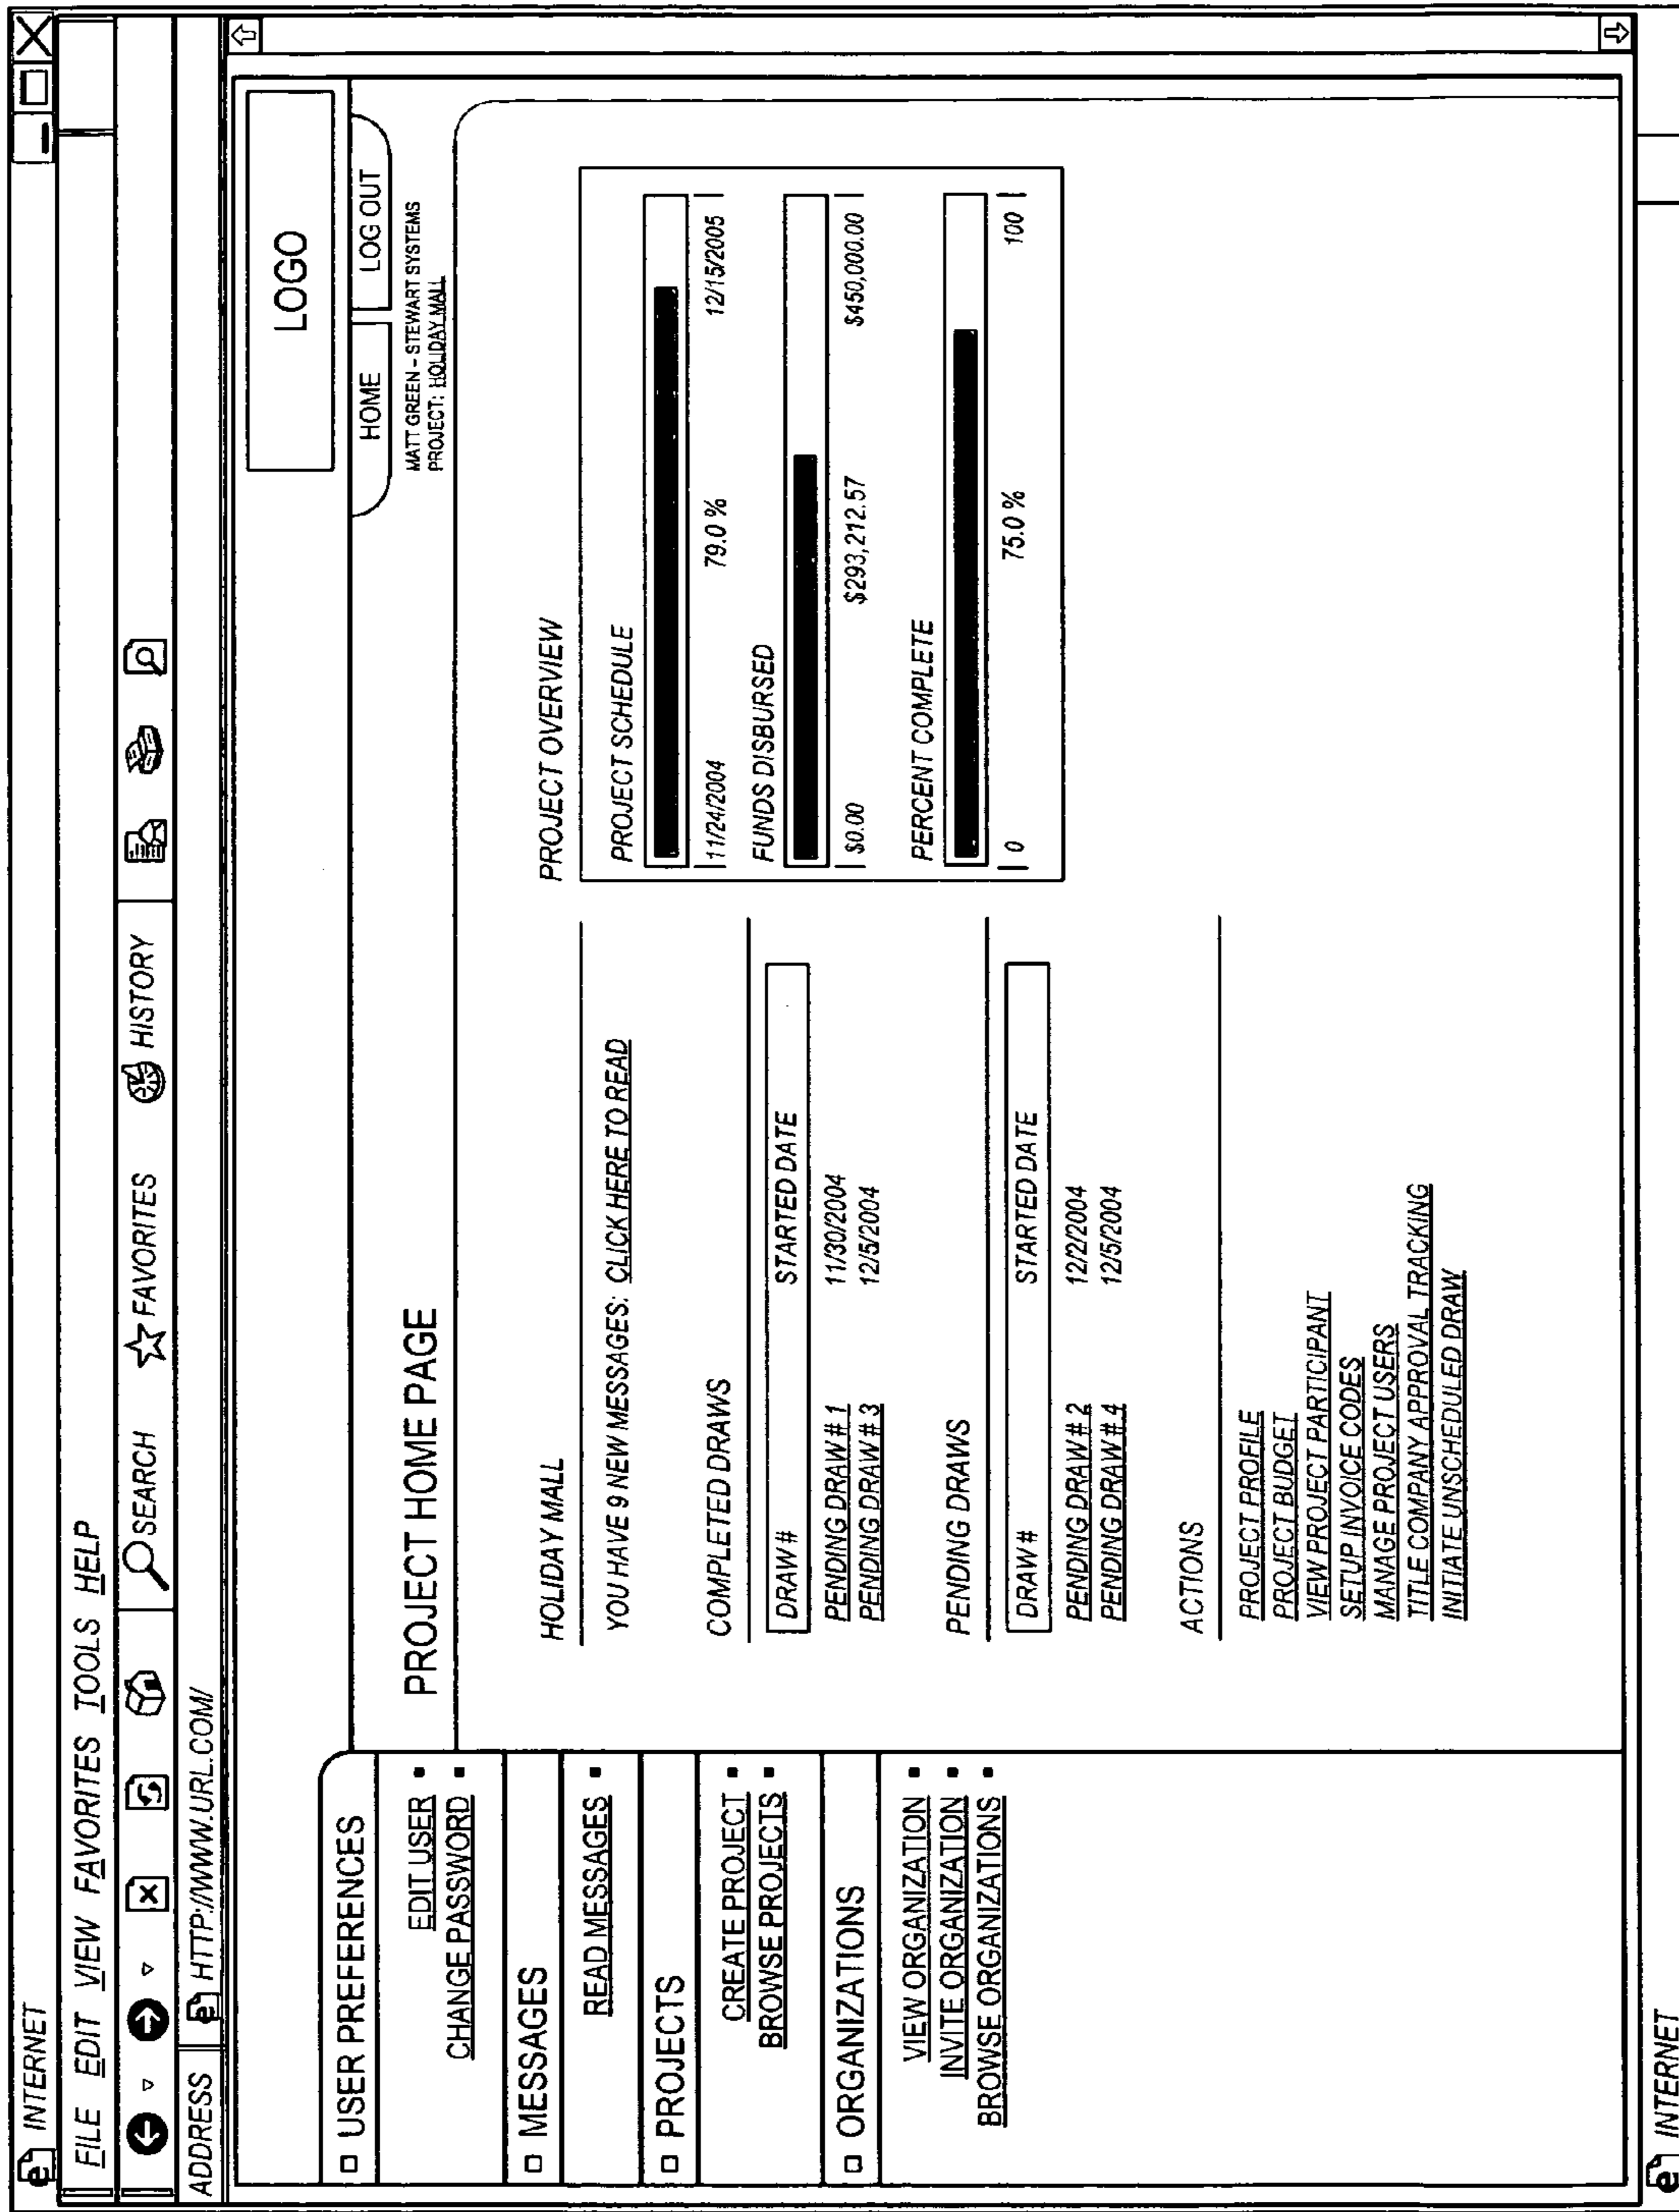 INTERNET
FILE EDIT VIEW FAVORITES TOOLS HELP
SEARCH FAVORITES HISTORY
ADDRESS HTTP://WWW.URL.COM/
LOGO
HOME LOG OUT
USER PREFERENCES
EDIT USER
CHANGE PASSWORD
MESSAGES
READ MESSAGES
PROJECTS
CREATE PROJECT
BROWSE PROJECTS
ORGANIZATIONS
VIEW ORGANIZATION
INVITE ORGANIZATION
BROWSE ORGANIZATIONS
PROJECT HOME PAGE
MATT GREEN - STEWART SYSTEMS
PROJECT: HOLIDAY MALL
HOLIDAY MALL
YOU HAVE 9 NEW MESSAGES: CLICK HERE TO READ
COMPLETED DRAWS
DRAW # STARTED DATE
PENDING DRAW # 1 11/30/2004
PENDING DRAW # 3 12/5/2004
PENDING DRAWS
DRAW # STARTED DATE
PENDING DRAW # 2 12/2/2004
PENDING DRAW # 4 12/5/2004
ACTIONS
PROJECT PROFILE
PROJECT BUDGET
VIEW PROJECT PARTICIPANT
SETUP INVOICE CODES
MANAGE PROJECT USERS
TITLE COMPANY APPROVAL TRACKING
INITIATE UNSCHEDULED DRAW
PROJECT OVERVIEW
PROJECT SCHEDULE
11/24/2004 79.0 % 12/15/2005
FUNDS DISBURSED
$0.00 $293,212.57 $450,000.00
PERCENT COMPLETE
0 75.0 % 100
INTERNET